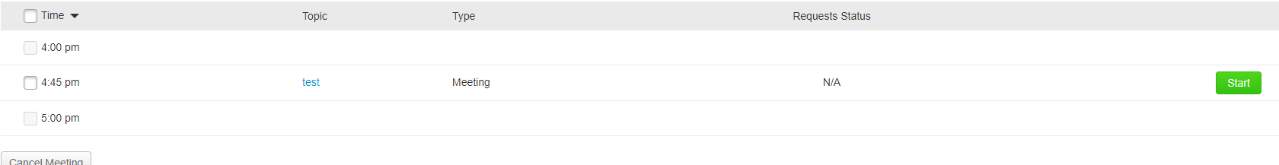 Time Topic Type Requests Status
4:00 pm
4:45 pm test Meeting N/A Start
5:00 pm
Cancel Meeting